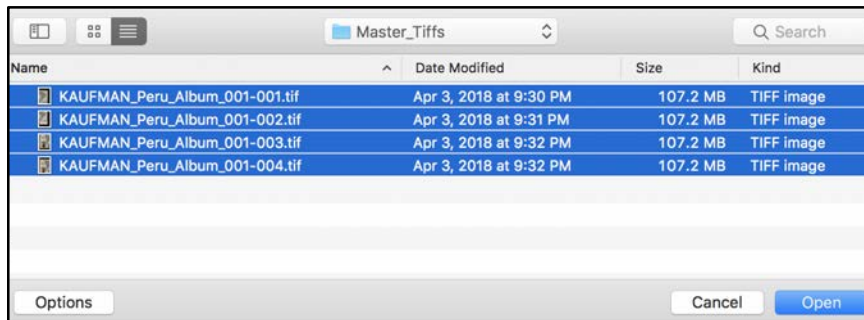 Master_Tiffs Search
Name Date Modified Size Kind
KAUFMAN_Peru_Album_001-001.tif Apr 3, 2018 at 9:30 PM 107.2 MB TIFF image
KAUFMAN_Peru_Album_001-002.tif Apr 3, 2018 at 9:31 PM 107.2 MB TIFF image
KAUFMAN_Peru_Album_001-003.tif Apr 3, 2018 at 9:32 PM 107.2 MB TIFF image
KAUFMAN_Peru_Album_001-004.tif Apr 3, 2018 at 9:32 PM 107.2 MB TIFF image
Options Cancel Open